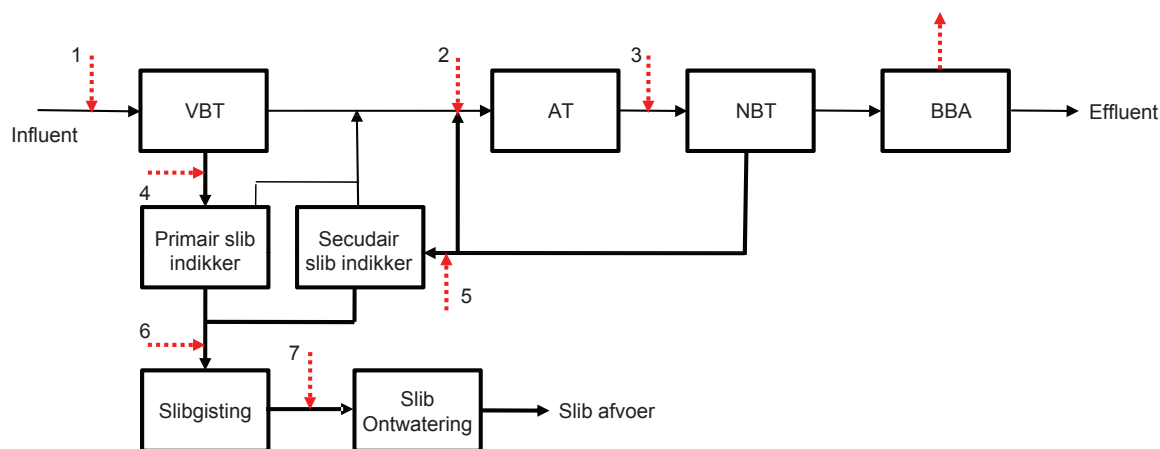 1
2
3
VBT
AT
NBT
BBA
Influent
Effluent
4
Primair slib
indikker
Secudair
slib indikker
5
6
7
Slibgisting
Slib
Ontwatering
Slib afvoer